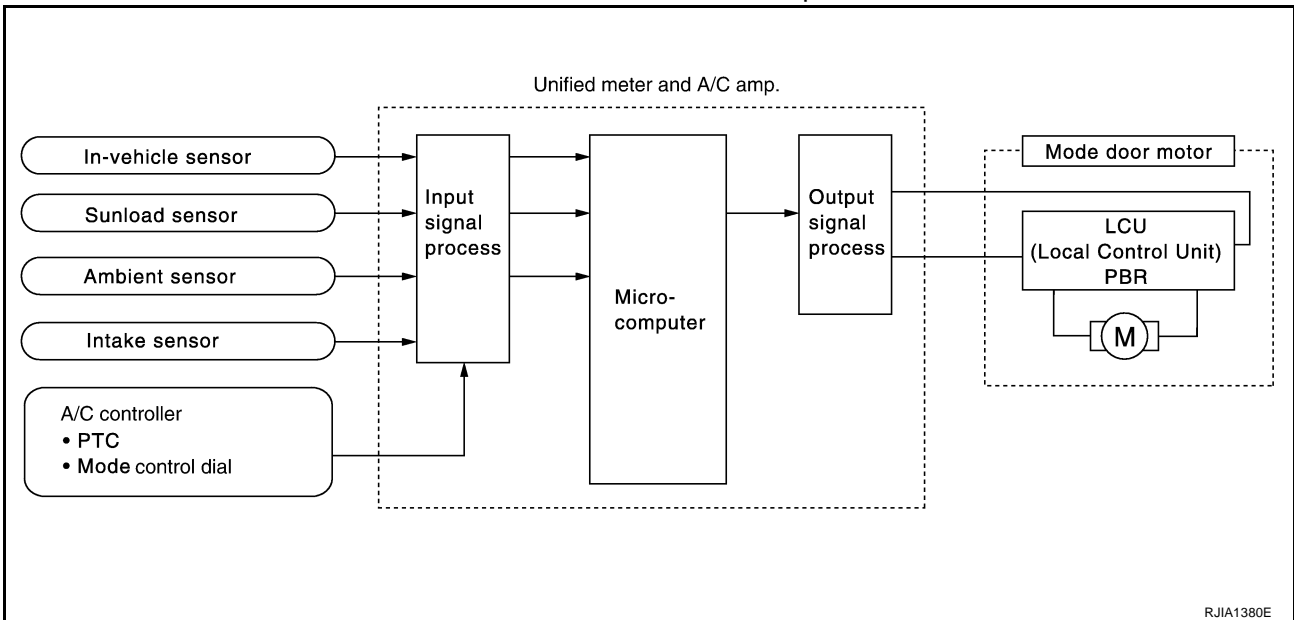 Unified meter and A/C amp.
In-vehicle sensor
Sunload sensor
Ambient sensor
Intake sensor
A/C controller
• PTC
• Mode control dial
Input
signal
process
Micro-
computer
Output
signal
process
Mode door motor
LCU
(Local Control Unit)
PBR
M
RJIA1380E